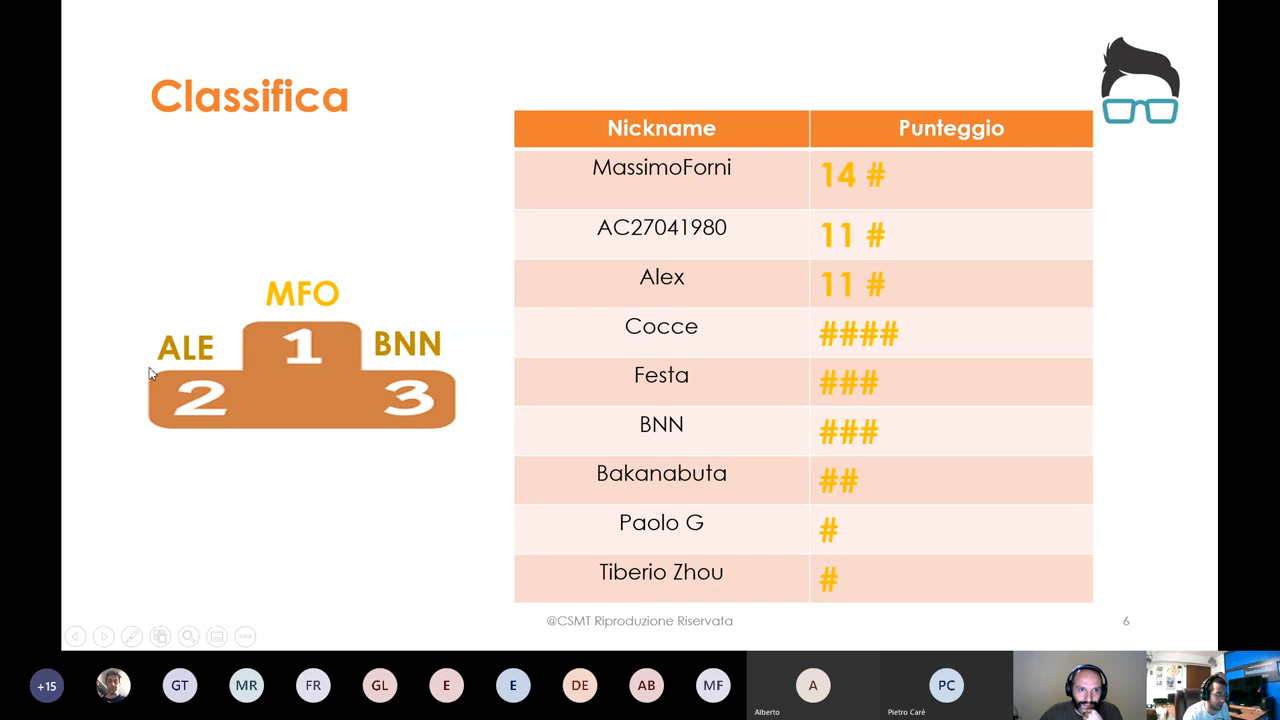 Classifica
Nickname Punteggio
MassimoForni 14 #
AC27041980 11 #
Alex 11 #
Cocce ####
Festa ###
BNN ###
Bakanabuta ##
Paolo G #
Tiberio Zhou #
MFO
ALE
BNN
1
2
3
@CSMT Riproduzione Riservata
6
+15
GT
MR
FR
GL
E
E
DE
AB
MF
A
Alberto
PC
Pietro Carè